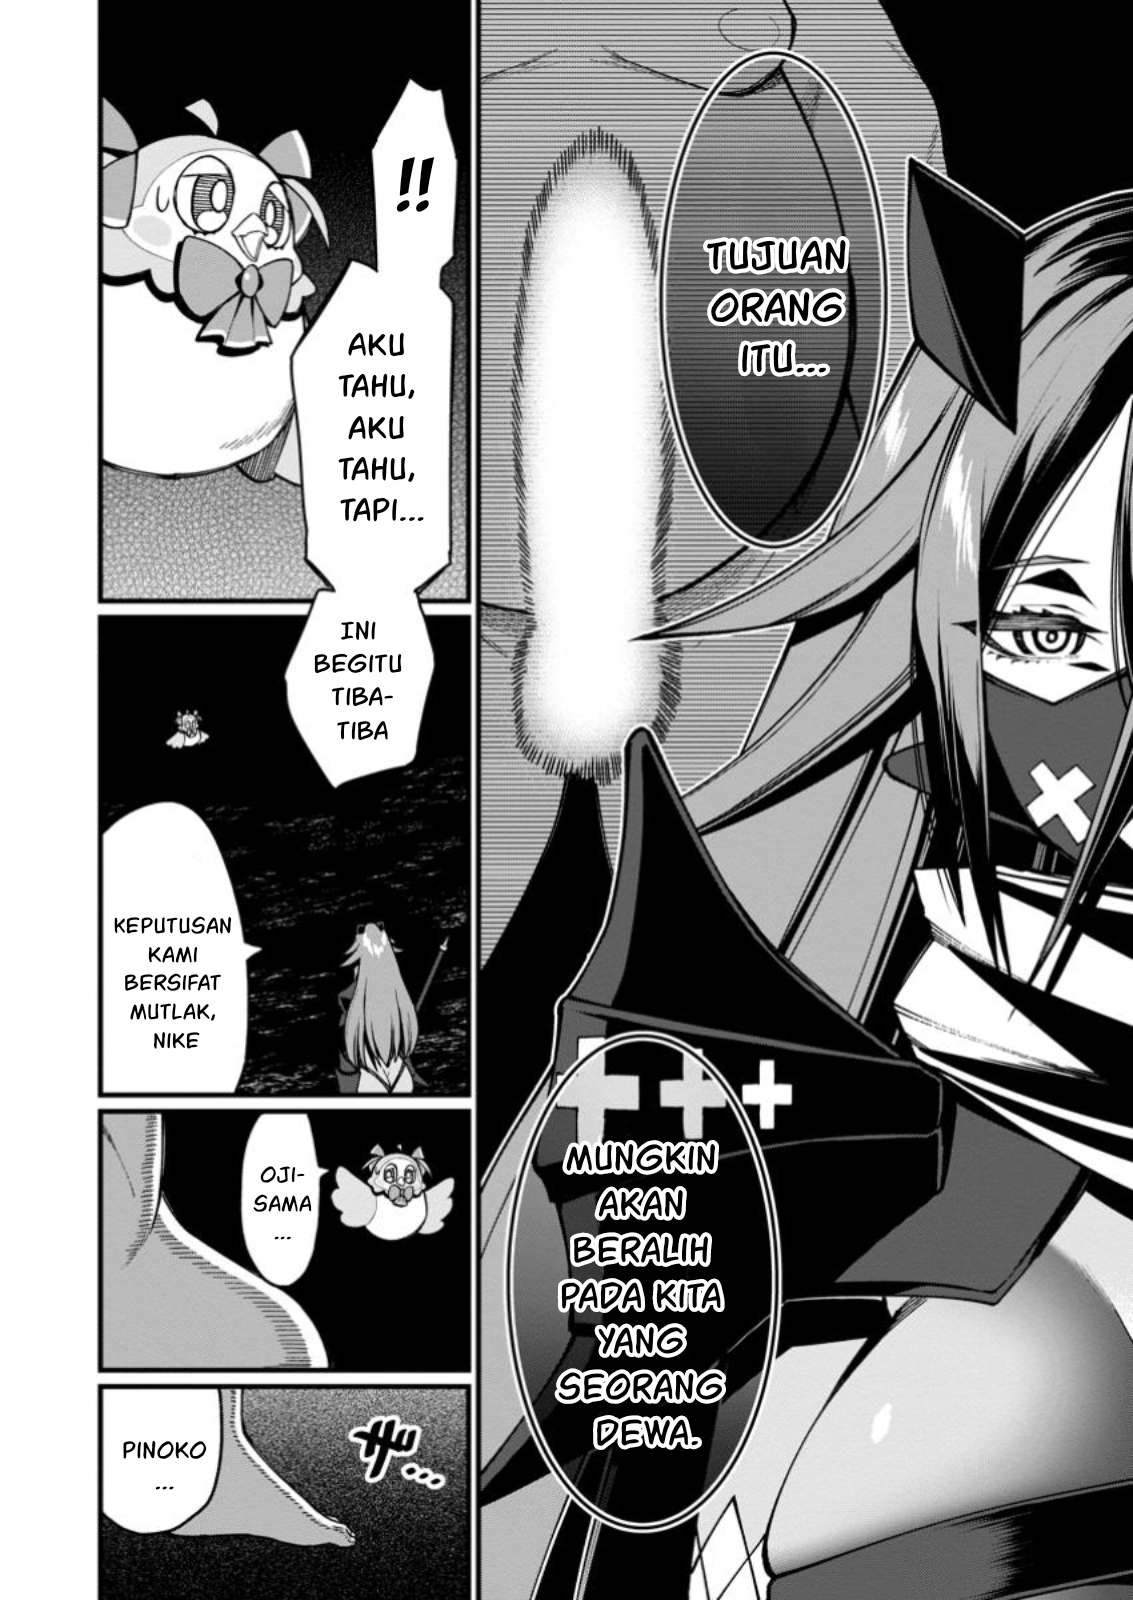 TUJUAN
ORANG
ITU...
MUNGKIN
AKAN
BERALIH
PADA KITA
YANG
SEORANG
DEWA.
!!
AKU
TAHU,
AKU
TAHU,
TAPI...
INI
BEGITU
TIBA-
TIBA
KEPUTUSAN
KAMI
BERSIFAT
MUTLAK,
NIKE
OJI-
SAMA
...
PINOKO
...